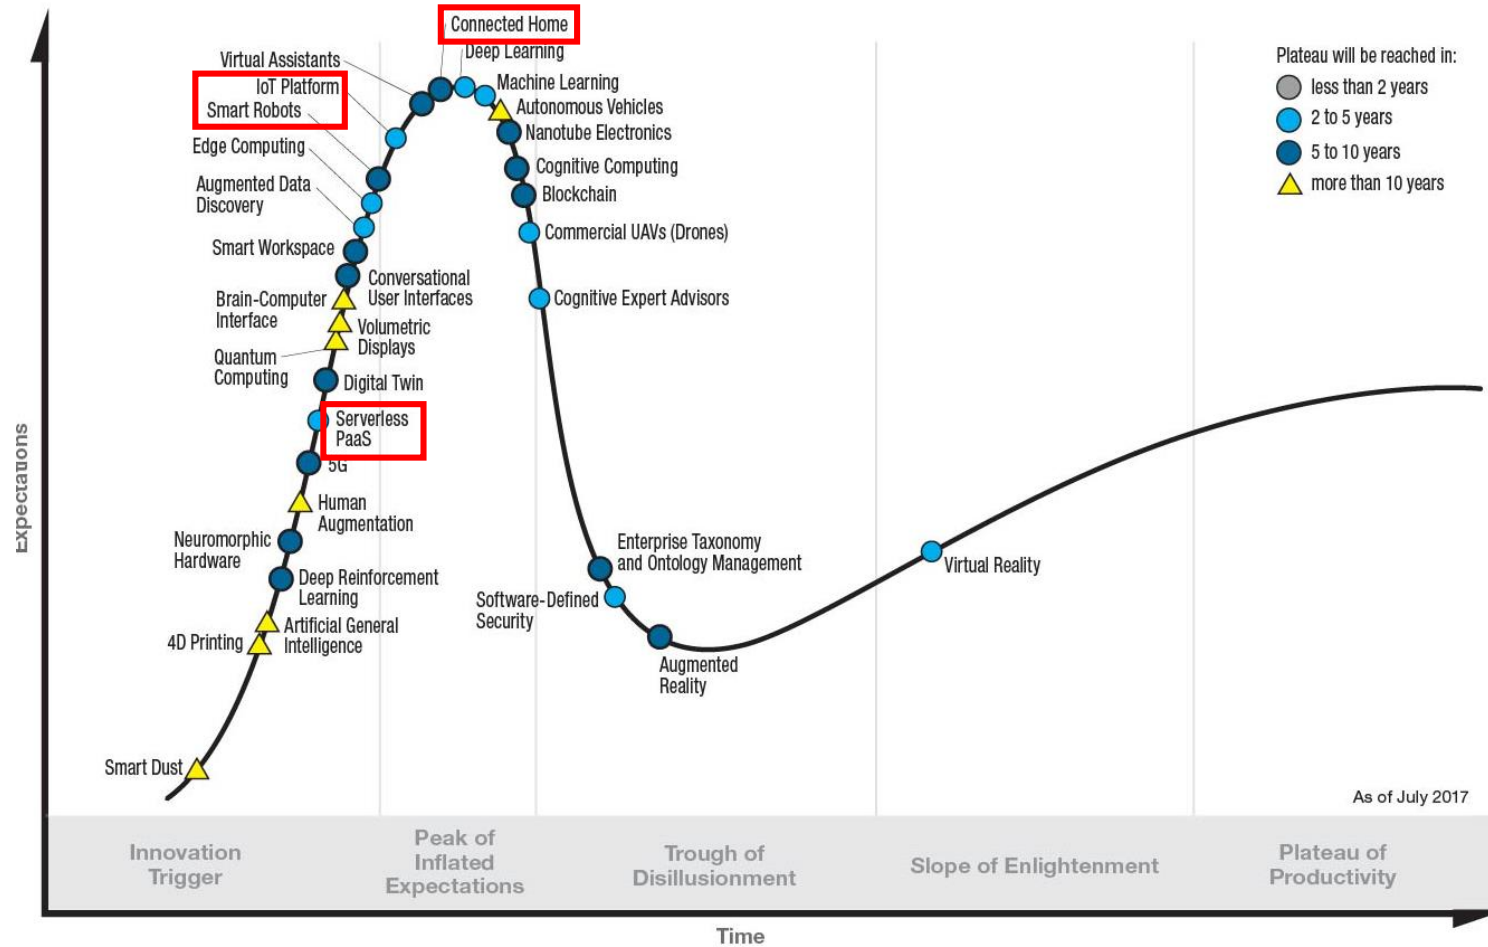 Connected Home
Deep Learning
Virtual Assistants
IoT Platform
Smart Robots
Edge Computing
Augmented Data
Discovery
Smart Workspace
Conversational
User Interfaces
Brain-Computer
Interface
Volumetric
Displays
Quantum
Computing
Digital Twin
Serverless
PaaS
5G
Human
Augmentation
Neuromorphic
Hardware
Deep Reinforcement
Learning
Artificial General
Intelligence
4D Printing
Smart Dust
Machine Learning
Autonomous Vehicles
Nanotube Electronics
Cognitive Computing
Blockchain
Commercial UAVs (Drones)
Cognitive Expert Advisors
Enterprise Taxonomy
and Ontology Management
Software-Defined
Security
Augmented
Reality
Virtual Reality
Plateau will be reached in:
less than 2 years
2 to 5 years
5 to 10 years
more than 10 years
As of July 2017
Expectations
Innovation
Trigger
Peak of
Inflated
Expectations
Trough of
Disillusionment
Slope of Enlightenment
Plateau of
Productivity
Time